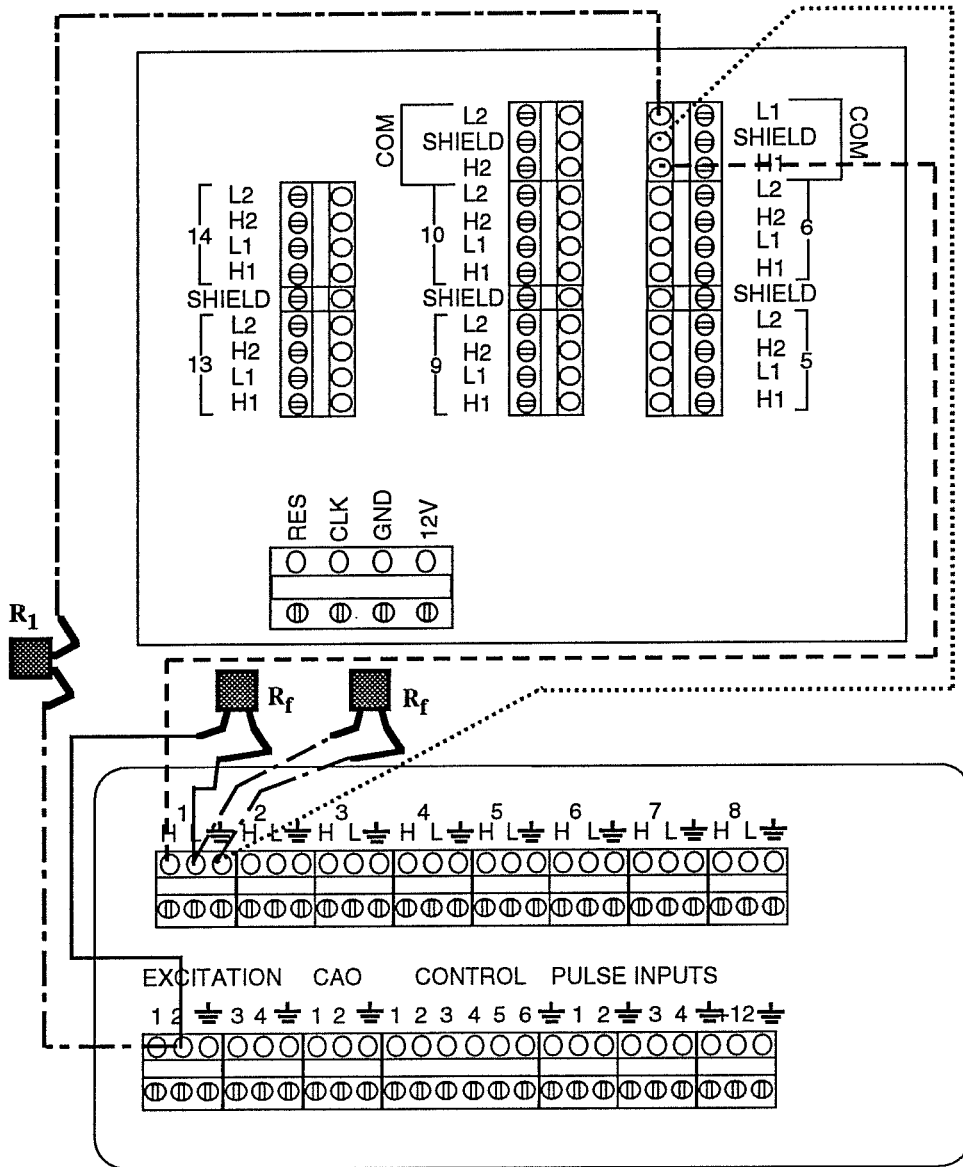 L2
SHIELD
H2
COM
L1
SHIELD
H1
COM
L2
H2
L1
H1
14
SHIELD
L2
H2
L1
H1
13
L2
H2
L1
H1
10
SHIELD
L2
H2
L1
H1
9
L2
H2
L1
H1
6
SHIELD
L2
H2
L1
H1
5
RES
CLK
GND
12V
R1
Rf
Rf
1 2 3 4 5 6 7 8
H L H L H L H L H L H L H L H L
EXCITATION CAO CONTROL PULSE INPUTS
1 2 3 4 1 2 1 2 3 4 5 6 1 2 3 4 +12